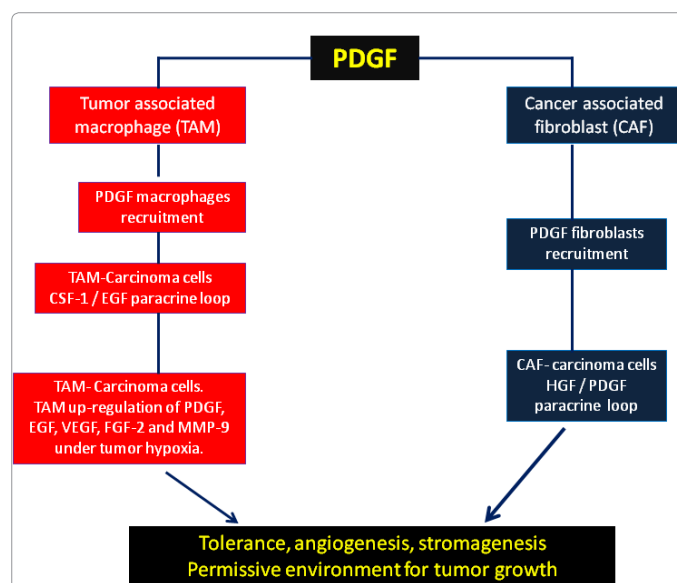 PDGF
Tumor associated
macrophage (TAM)
PDGF macrophages
recruitment
TAM-Carcinoma cells
CSF-1 / EGF paracrine loop
TAM- Carcinoma cells.
TAM up-regulation of PDGF,
EGF, VEGF, FGF-2 and MMP-9
under tumor hypoxia.
Cancer associated
fibroblast (CAF)
PDGF fibroblasts
recruitment
CAF- carcinoma cells
HGF / PDGF
paracrine loop
Tolerance, angiogenesis, stromagenesis
Permissive environment for tumor growth